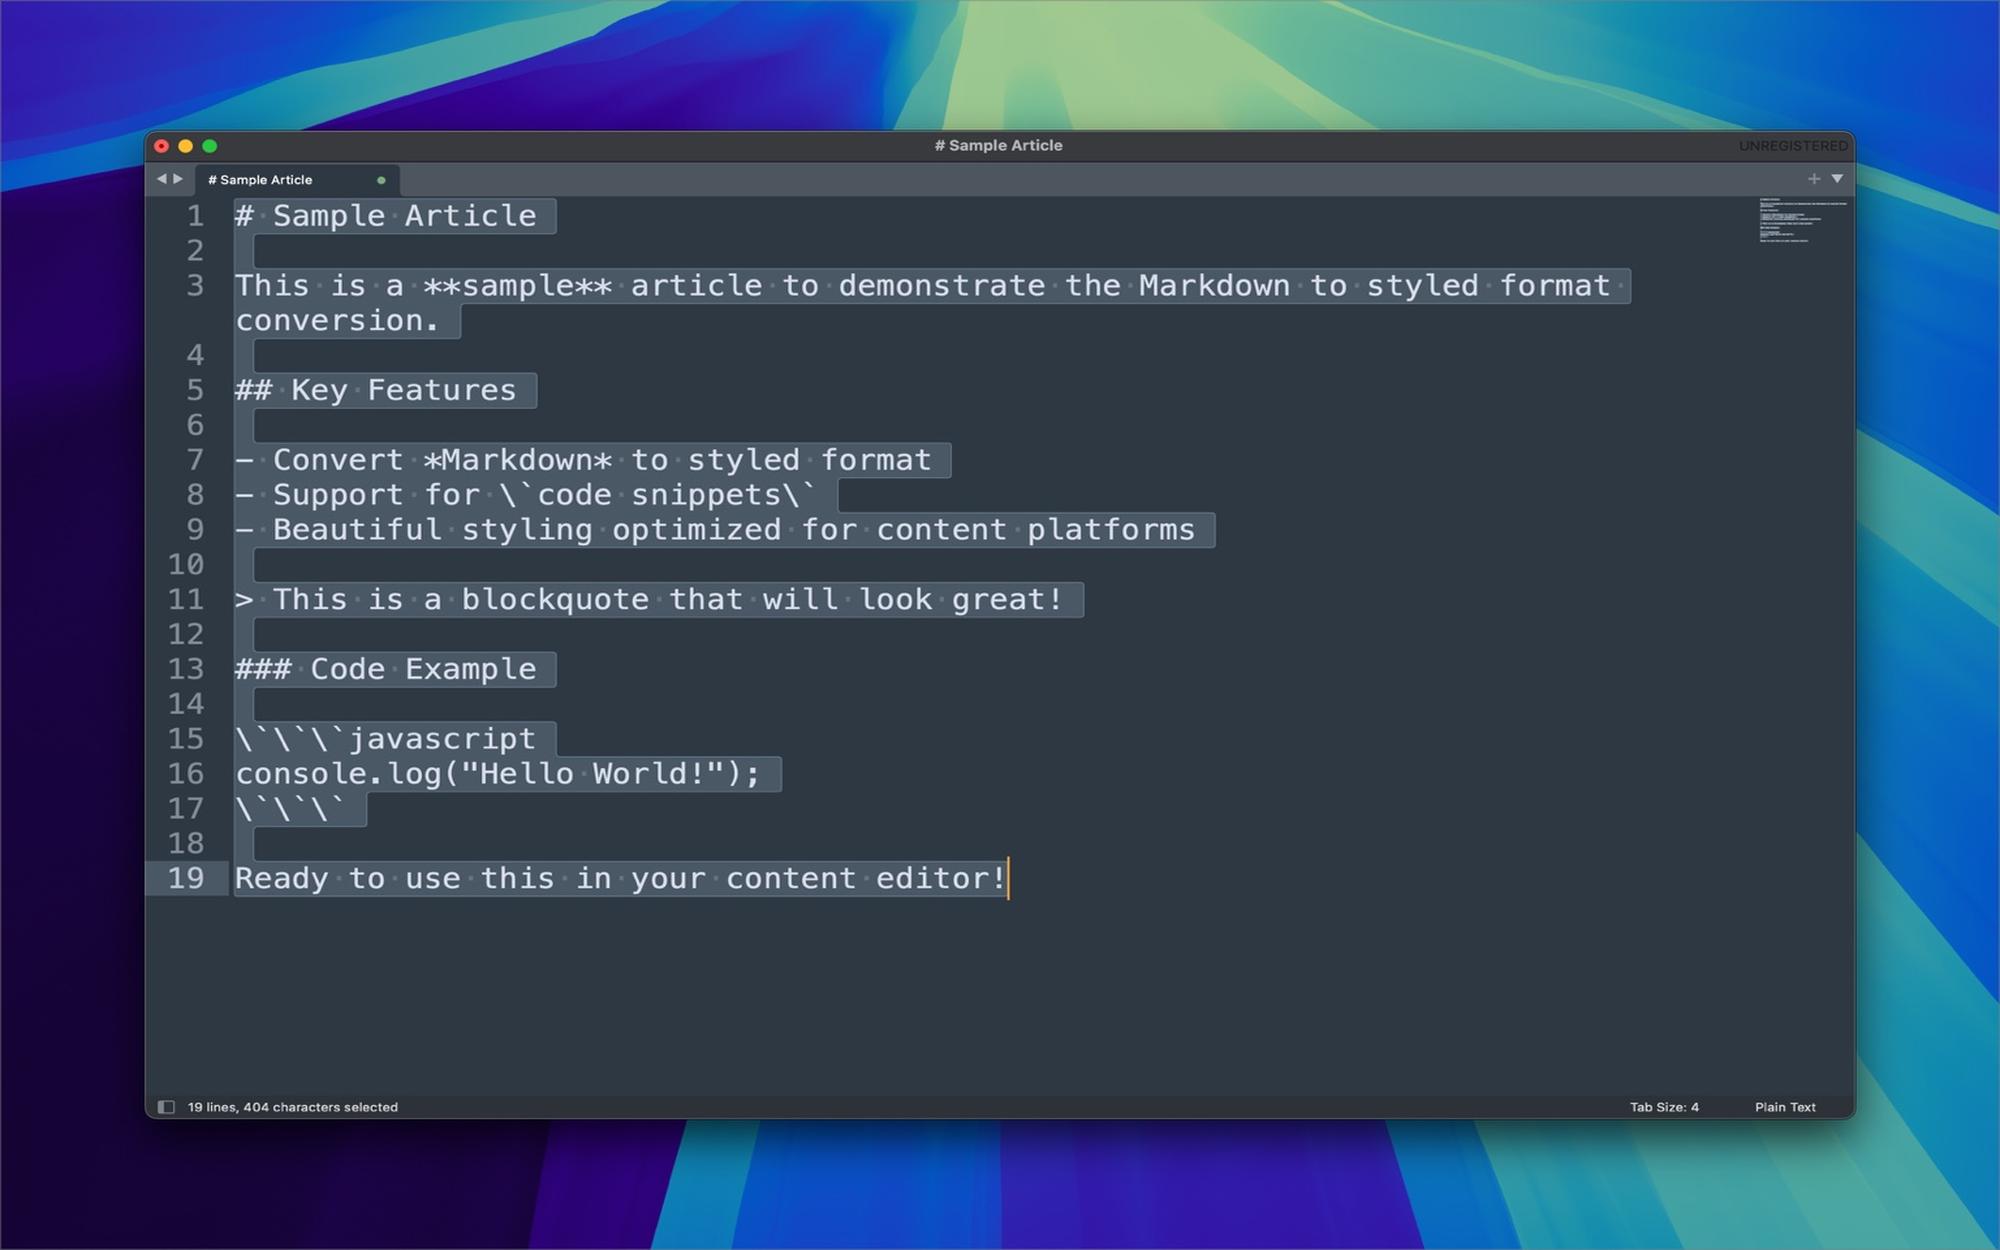 # Sample Article
UNREGISTERED
# Sample Article
1 # Sample Article
2
3 This is a **sample** article to demonstrate the Markdown to styled format
conversion.
4
5 ## Key Features
6
7 - Convert *Markdown* to styled format
8 - Support for \`code snippets\`
9 - Beautiful styling optimized for content platforms
10
11 > This is a blockquote that will look great!
12
13 ### Code Example
14
15 \`\`\`javascript
16 console.log("Hello World!");
17 \`\`\`
18
19 Ready to use this in your content editor!
19 lines, 404 characters selected
Tab Size: 4
Plain Text